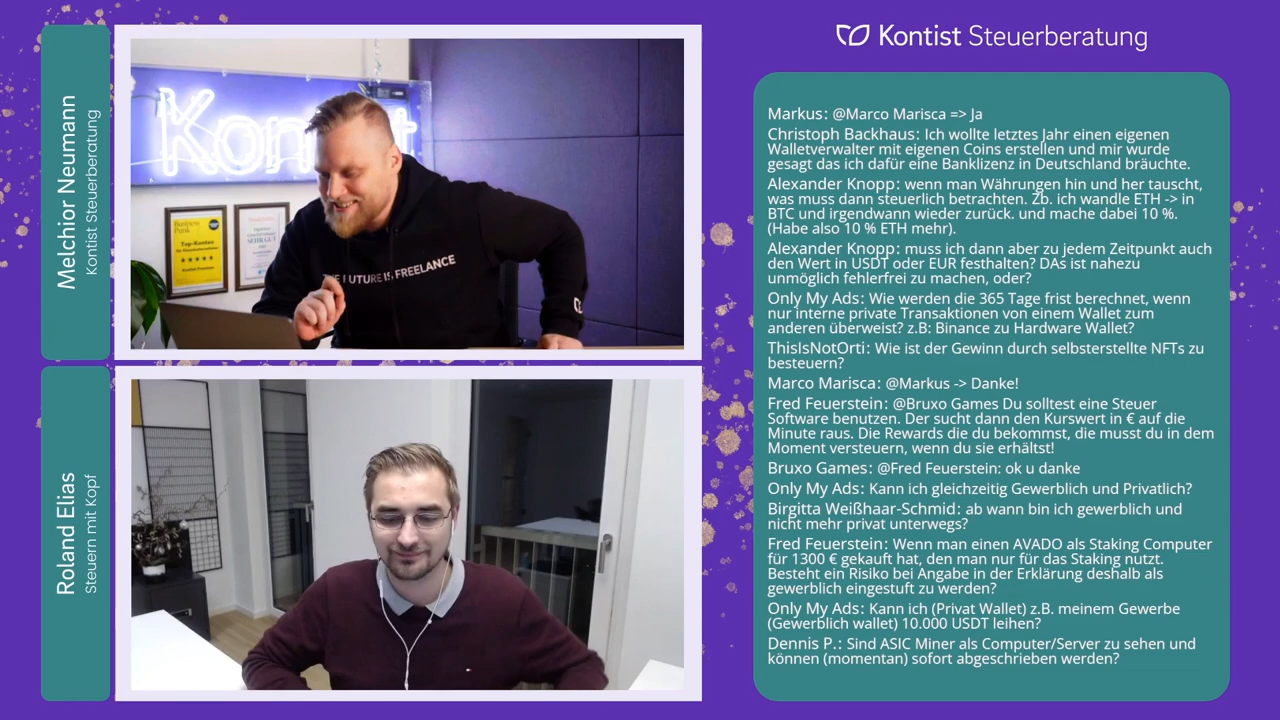 Melchior Neumann
Kontist Steuerberatung
Kontist
Business Punk
Top-Konten
Kontist Premium
SEHR GUT
THE FUTURE IS FREELANCE
Roland Elias
Steuern mit Kopf
Kontist Steuerberatung
Markus: @Marco Marisca => Ja
Christoph Backhaus: Ich wollte letztes Jahr einen eigenen
Walletverwalter mit eigenen Coins erstellen und mir wurde
gesagt das ich dafür eine Banklizenz in Deutschland bräuchte.
Alexander Knopp: wenn man Währungen hin und her tauscht,
was muss dann steuerlich betrachten. Zb. ich wandle ETH -> in
BTC und irgendwann wieder zurück. und mache dabei 10 %.
(Habe also 10 % ETH mehr).
Alexander Knopp: muss ich dann aber zu jedem Zeitpunkt auch
den Wert in USDT oder EUR festhalten? DAs ist nahezu
unmöglich fehlerfrei zu machen, oder?
Only My Ads: Wie werden die 365 Tage frist berechnet, wenn
nur interne private Transaktionen von einem Wallet zum
anderen überweist? z.B: Binance zu Hardware Wallet?
ThisIsNotOrti: Wie ist der Gewinn durch selbsterstellte NFTs zu
besteuern?
Marco Marisca: @Markus -> Danke!
Fred Feuerstein: @Bruxo Games Du solltest eine Steuer
Software benutzen. Der sucht dann den Kurswert in € auf die
Minute raus. Die Rewards die du bekommst, die musst du in dem
Moment versteuern, wenn du sie erhältst!
Bruxo Games: @Fred Feuerstein: ok u danke
Only My Ads: Kann ich gleichzeitig Gewerblich und Privatlich?
Birgitta Weißhaar-Schmid: ab wann bin ich gewerblich und
nicht mehr privat unterwegs?
Fred Feuerstein: Wenn man einen AVADO als Staking Computer
für 1300 € gekauft hat, den man nur für das Staking nutzt.
Besteht ein Risiko bei Angabe in der Erklärung deshalb als
gewerblich eingestuft zu werden?
Only My Ads: Kann ich (Privat Wallet) z.B. meinem Gewerbe
(Gewerblich wallet) 10.000 USDT leihen?
Dennis P.: Sind ASIC Miner als Computer/Server zu sehen und
können (momentan) sofort abgeschrieben werden?